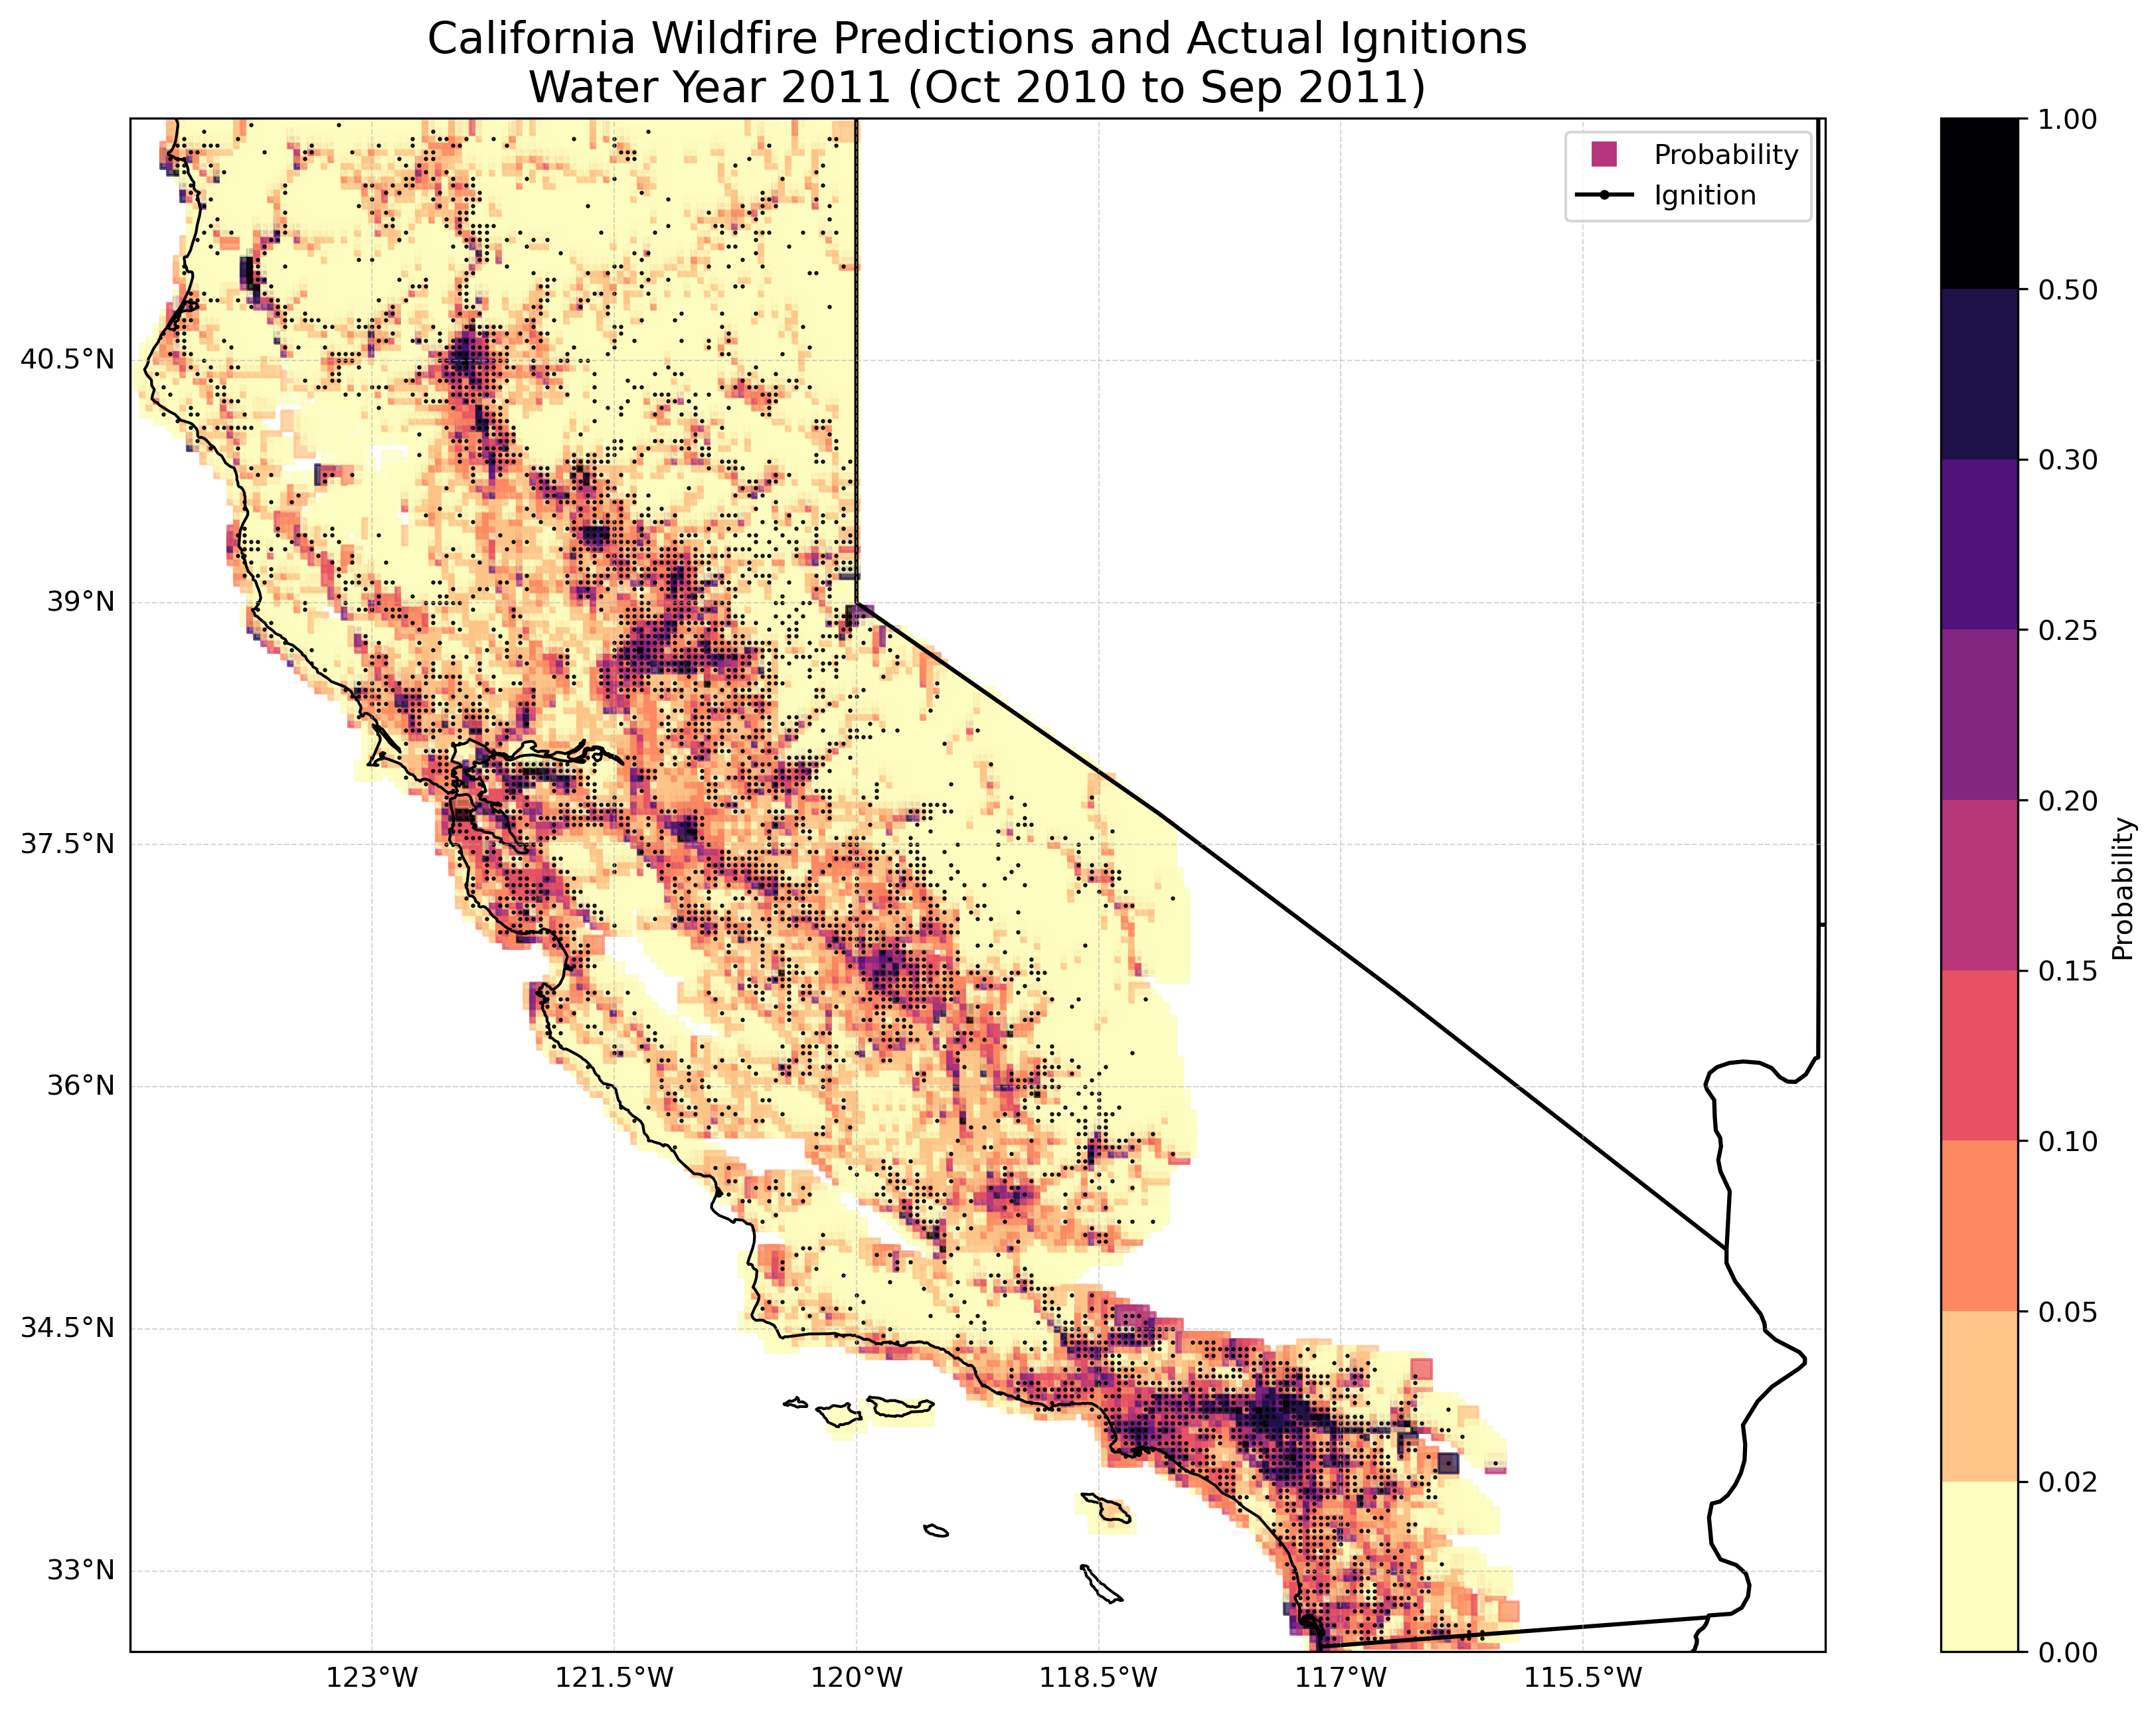 California Wildfire Predictions and Actual Ignitions
Water Year 2011 (Oct 2010 to Sep 2011)
Probability
Ignition
40.5°N
39°N
37.5°N
36°N
34.5°N
33°N
123°W
121.5°W
120°W
118.5°W
117°W
115.5°W
1.00
0.50
0.30
0.25
0.20
0.15
0.10
0.05
0.02
0.00
Probability